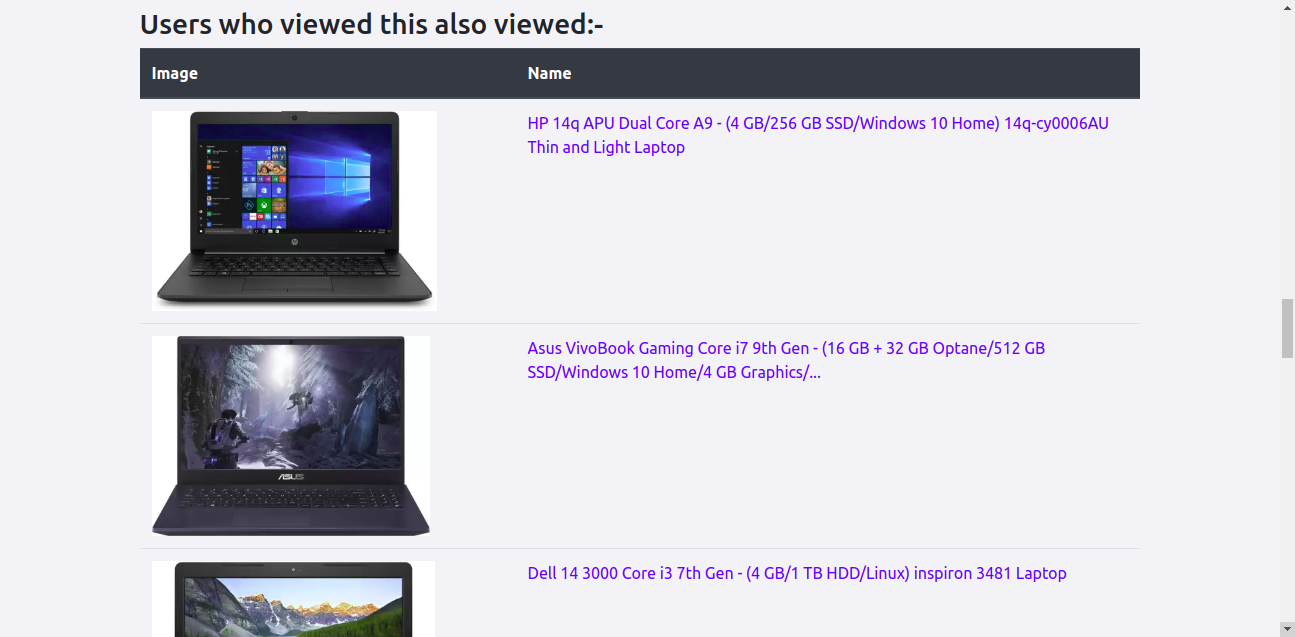 Users who viewed this also viewed:-
Image Name
HP 14q APU Dual Core A9 - (4 GB/256 GB SSD/Windows 10 Home) 14q-cy0006AU
Thin and Light Laptop
Asus VivoBook Gaming Core i7 9th Gen - (16 GB + 32 GB Optane/512 GB
SSD/Windows 10 Home/4 GB Graphics/...
ASUS
Dell 14 3000 Core i3 7th Gen - (4 GB/1 TB HDD/Linux) inspiron 3481 Laptop